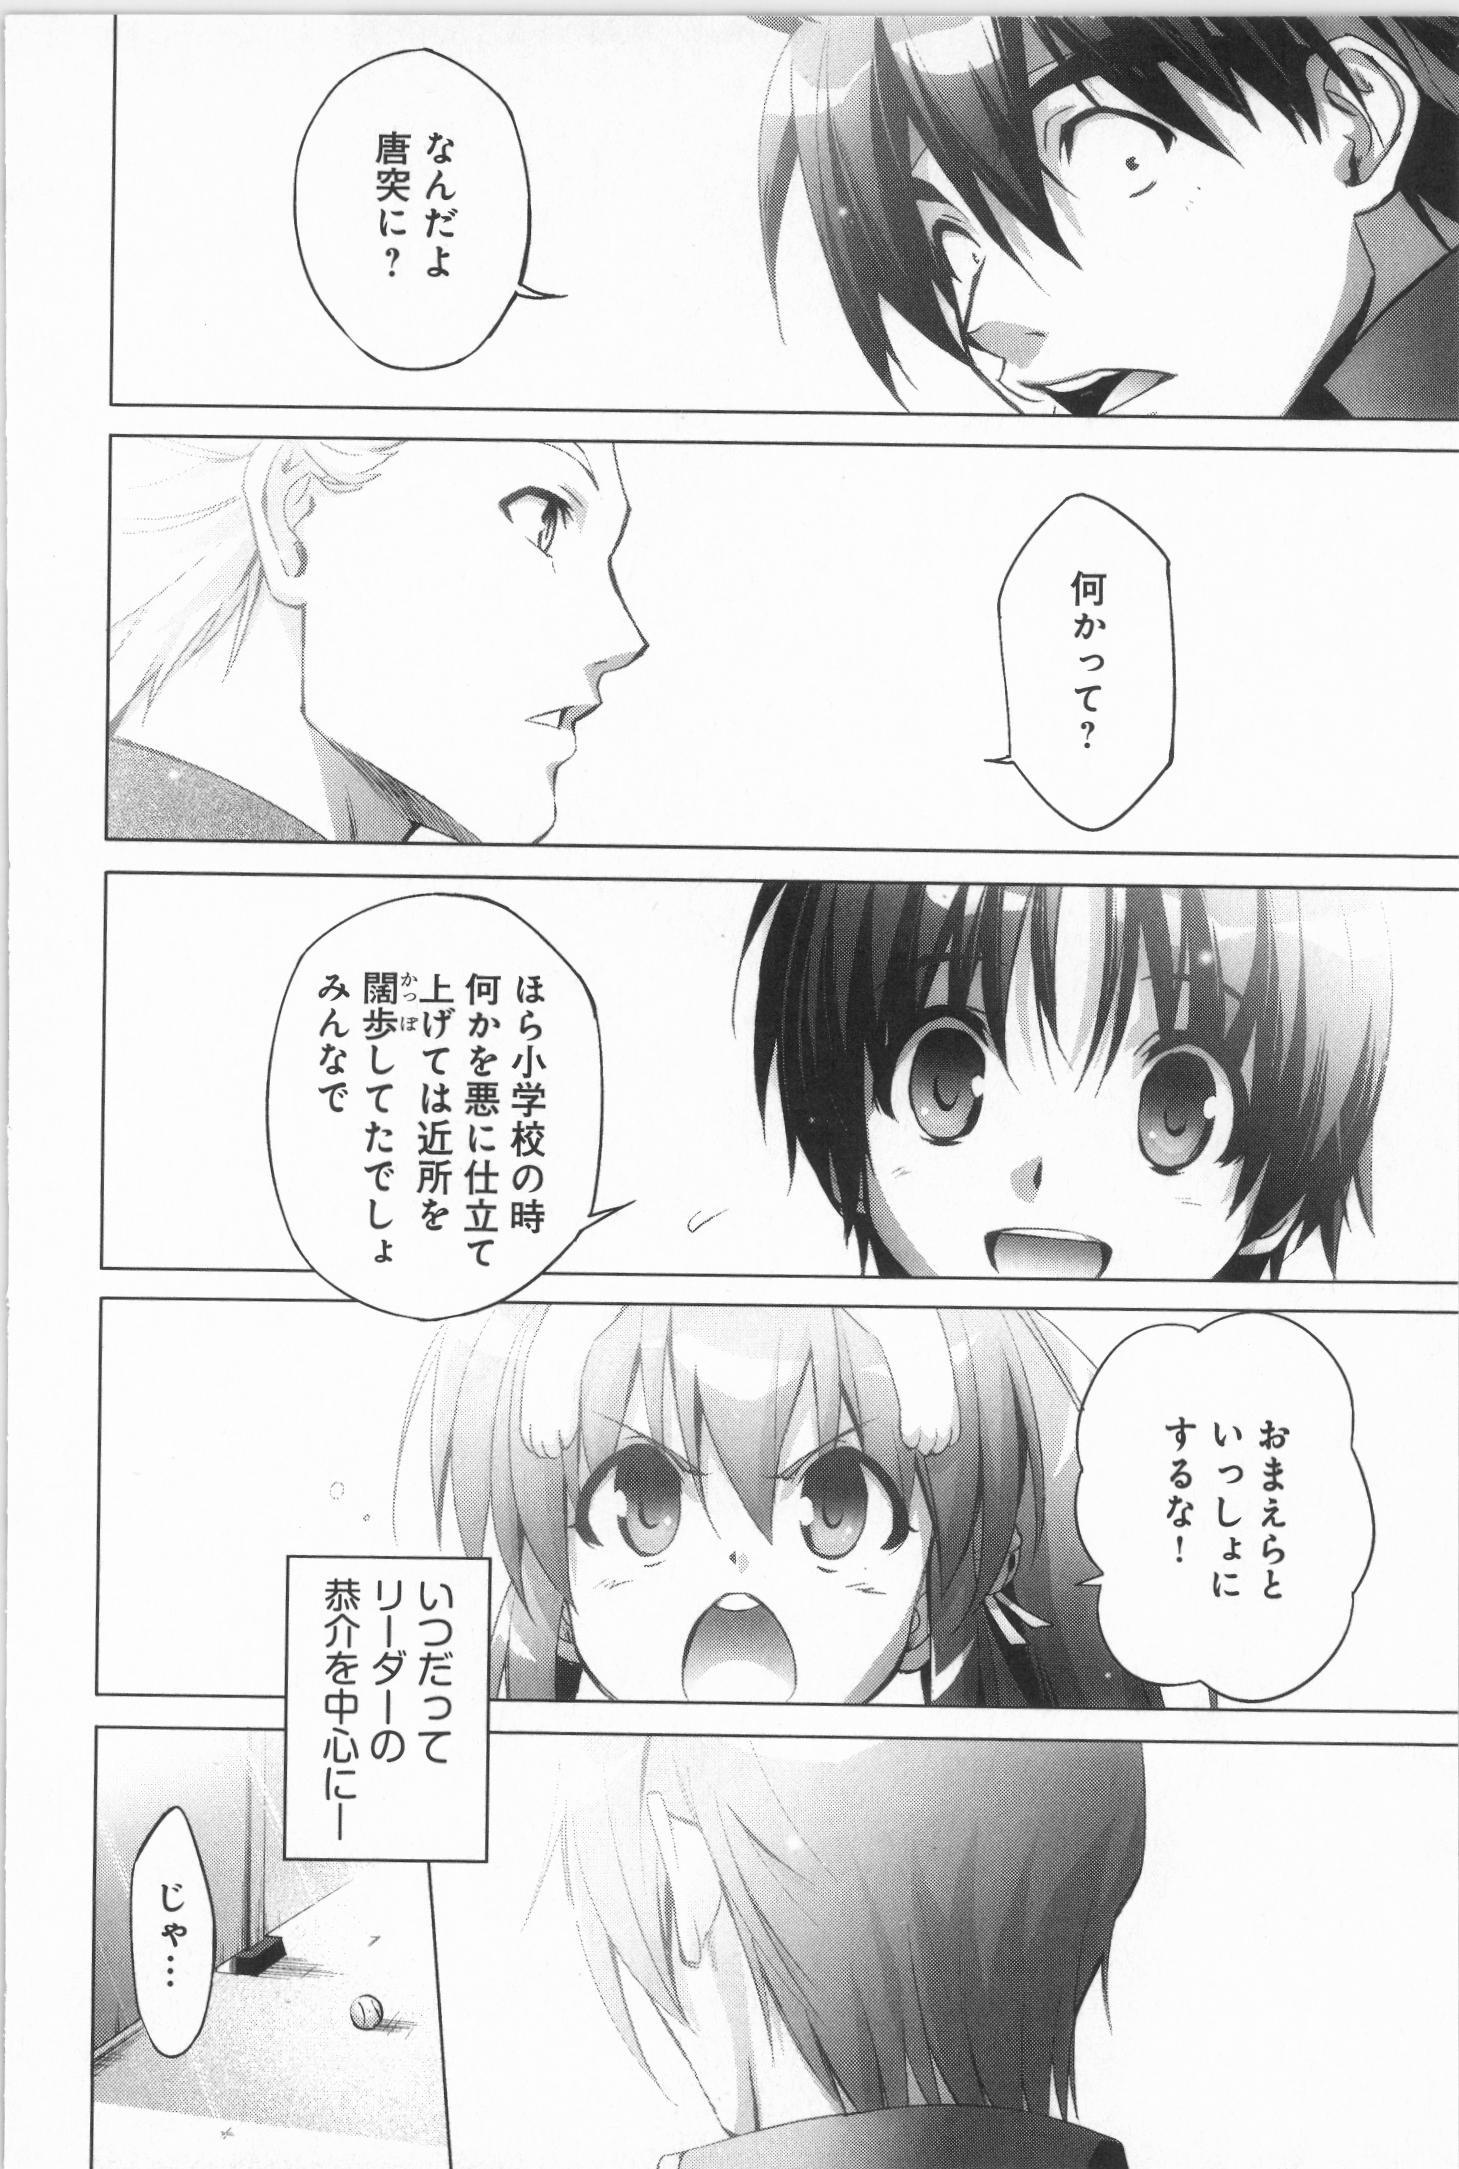 なんだよ
唐突に?
何かって?
ほら小学校の時
何かを悪に仕立て
上げては近所を
闊歩してたでしょ
かっぽ
みんなで
おまえらと
いっしょに
するな!
いつだって
リーダーの
恭介を中心にー
じゃ…